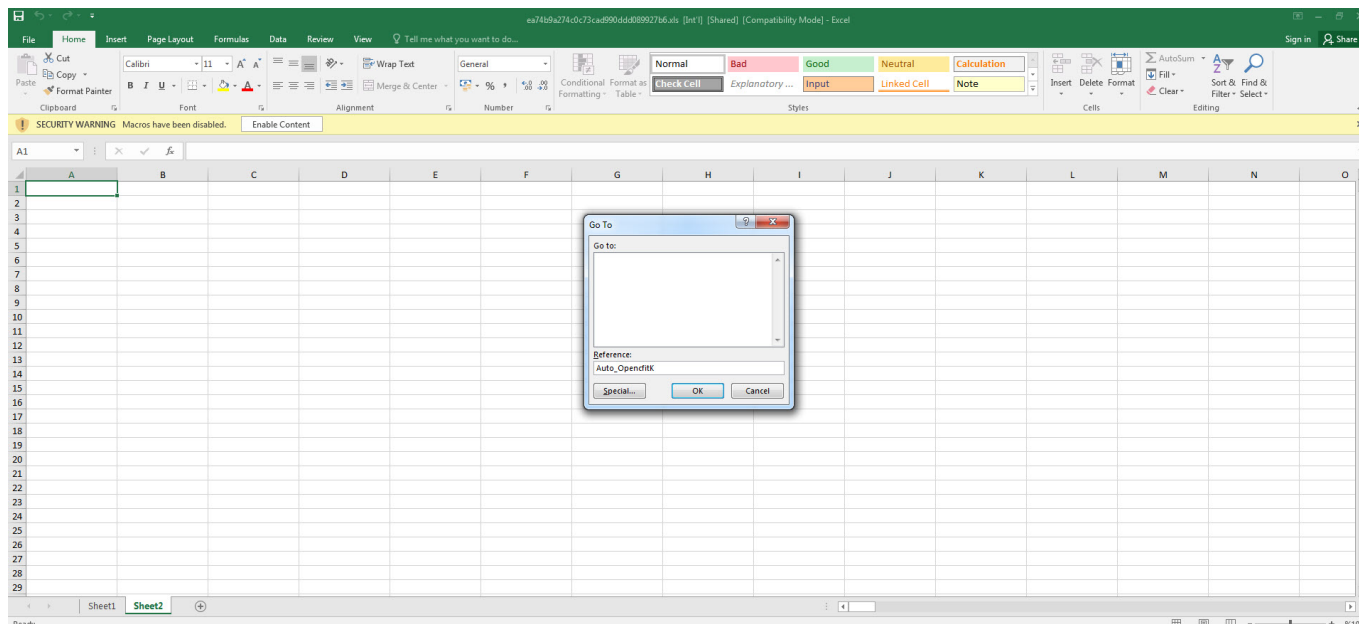 ea74b9a274c0c73cad990ddd089927b6.xls [Int'l] [Shared] [Compatibility Mode] - Excel
File Home Insert Page Layout Formulas Data Review View Tell me what you want to do... Sign in Share
Paste
Cut
Copy
Format Painter
Clipboard
Calibri 11 A A
B I U A
Font
Wrap Text
Merge & Center
Alignment
General
% ,
Number
Conditional Formatting
Format as Table
Normal Bad Good Neutral Calculation
Check Cell Explanatory ... Input Linked Cell Note
Styles
Insert Delete Format
Cells
AutoSum
Fill
Clear
Sort & Filter
Find & Select
Editing
SECURITY WARNING Macros have been disabled. Enable Content
A1 fx
A B C D E F G H I J K L M N O
1
2
3
4
5
6
7
8
9
10
11
12
13
14
15
16
17
18
19
20
21
22
23
24
25
26
27
28
29
Go To
Go to:
Reference:
Auto_OpencfitK
Special... OK Cancel
Sheet1 Sheet2